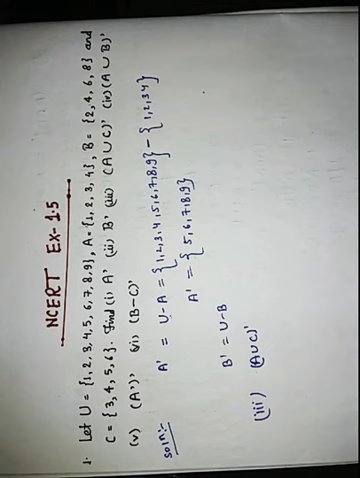 NCERT Ex-1.5
1. Let U = {1,2,3,4,5,6,7,8,9}, A = {1,2,3,4}, B = {2,4,6,8} and
C = {3,4,5,6}. Find (i) A' (ii) B' (iii) (A∪C)' (iv) (A∪B)'
(v) (A')' (vi) (B-C)'
Soln:- A' = U-A = {1,2,3,4,5,6,7,8,9} - {1,2,3,4}
A' = {5,6,7,8,9}
B' = U-B
(iii) (A∪C)'